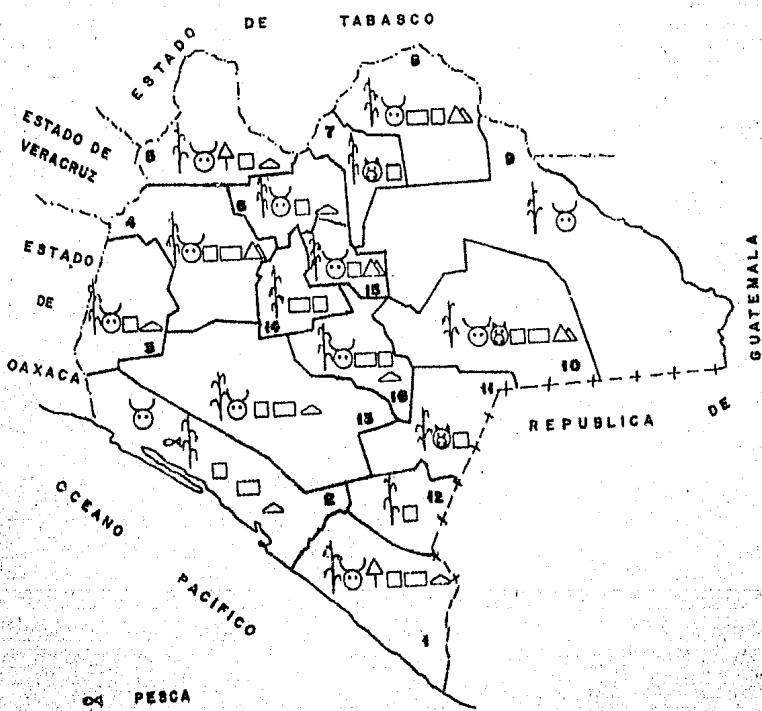 ESTADO DE TABASCO
8
ESTADO DE
VERACRUZ
7
9
5
6
4
ESTADO
DE
OAXACA
15
14
3
10
GUATEMALA
11
16
13
REPUBLICA DE
12
2
OCEANO
PACIFICO
1
PESCA